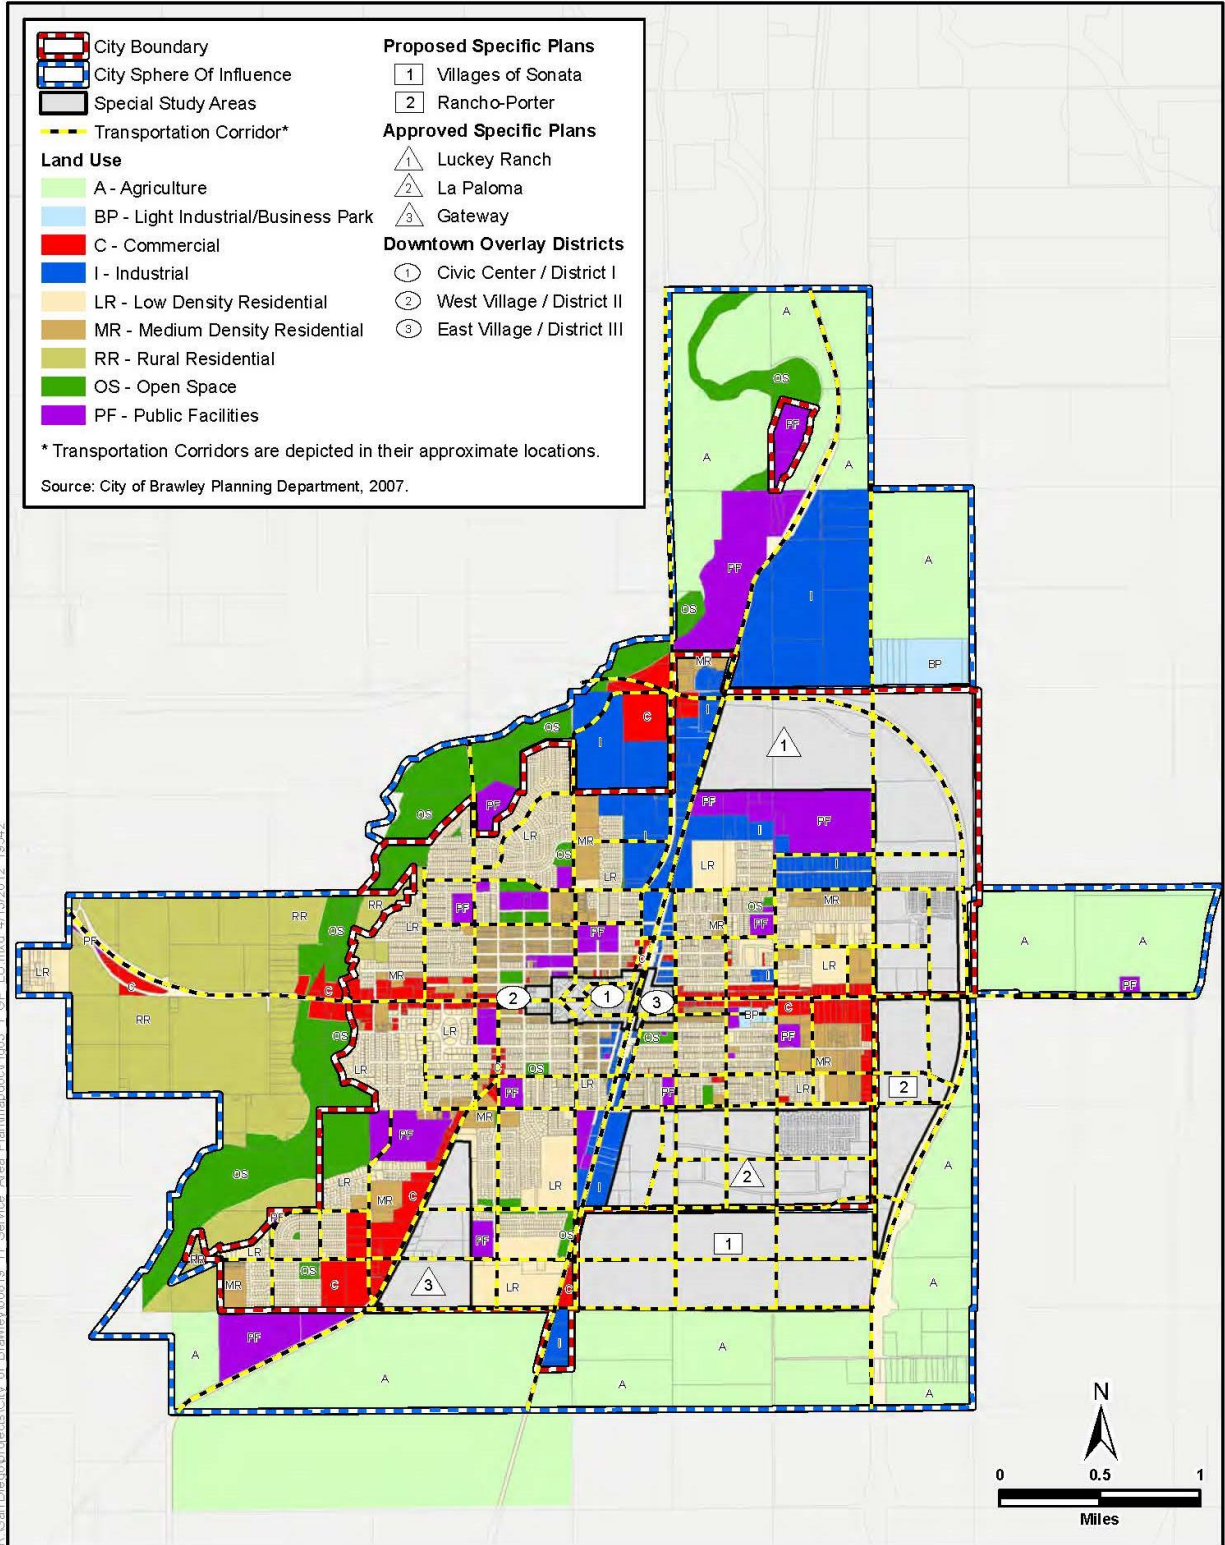 City Boundary
City Sphere Of Influence
Special Study Areas
Transportation Corridor*
Land Use
A - Agriculture
BP - Light Industrial/Business Park
C - Commercial
I - Industrial
LR - Low Density Residential
MR - Medium Density Residential
RR - Rural Residential
OS - Open Space
PF - Public Facilities
Proposed Specific Plans
1 Villages of Sonata
2 Rancho-Porter
Approved Specific Plans
1 Luckey Ranch
2 La Paloma
3 Gateway
Downtown Overlay Districts
1 Civic Center / District I
2 West Village / District II
3 East Village / District III
* Transportation Corridors are depicted in their approximate locations.
Source: City of Brawley Planning Department, 2007.
A
OS
PF
A
A
A
PF
I
OS
BP
MR
C
I
OS
I
1
PF
PF
PF
OS
LR
MR
I
I
OS
LR
LR
I
RR
RR
PF
LR
OS
MR
OS
PF
MR
A
A
PF
LR
OS
LR
PF
C
MR
C
I
LR
2
1
3
PF
C
BP
C
RR
OS
LR
LR
OS
OS
PF
MR
C
PF
LR
PF
LR
2
PF
MR
OS
LR
MR
C
LR
I
2
A
RR
LR
PF
OS
1
RR
MR
OS
C
3
LR
C
A
PF
I
A
A
A
A
A
N
0 0.5 1
Miles